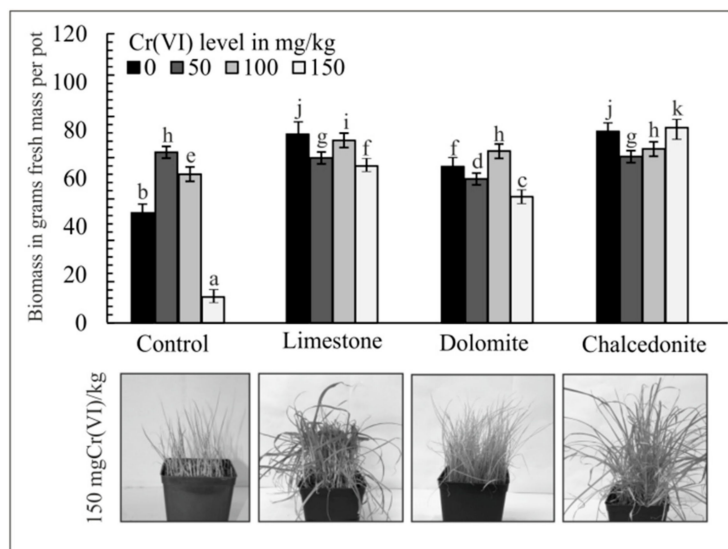 120
Cr(VI) level in mg/kg
0 50 100 150
100
80
60
40
20
0
Biomass in grams fresh mass per pot
b h e a
j g i f
f d h c
j g h k
Control Limestone Dolomite Chalcedonite
150 mgCr(VI)/kg